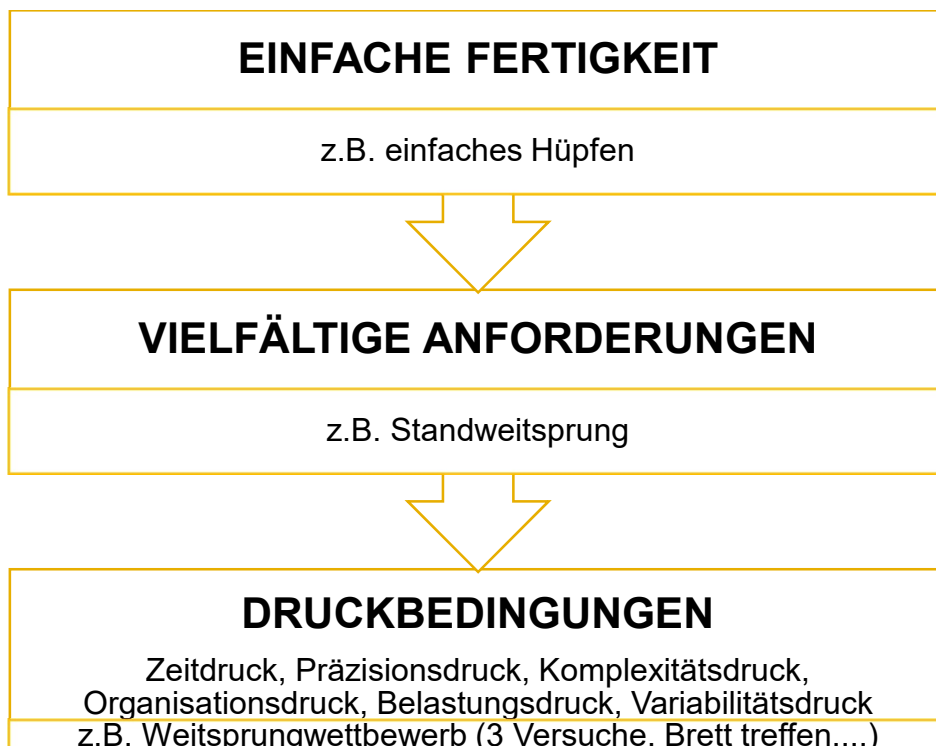 EINFACHE FERTIGKEIT
z.B. einfaches Hüpfen
VIELFÄLTIGE ANFORDERUNGEN
z.B. Standweitsprung
DRUCKBEDINGUNGEN
Zeitdruck, Präzisionsdruck, Komplexitätsdruck,
Organisationsdruck, Belastungsdruck, Variabilitätsdruck
z.B. Weitsprungwettbewerb (3 Versuche, Brett treffen,...)